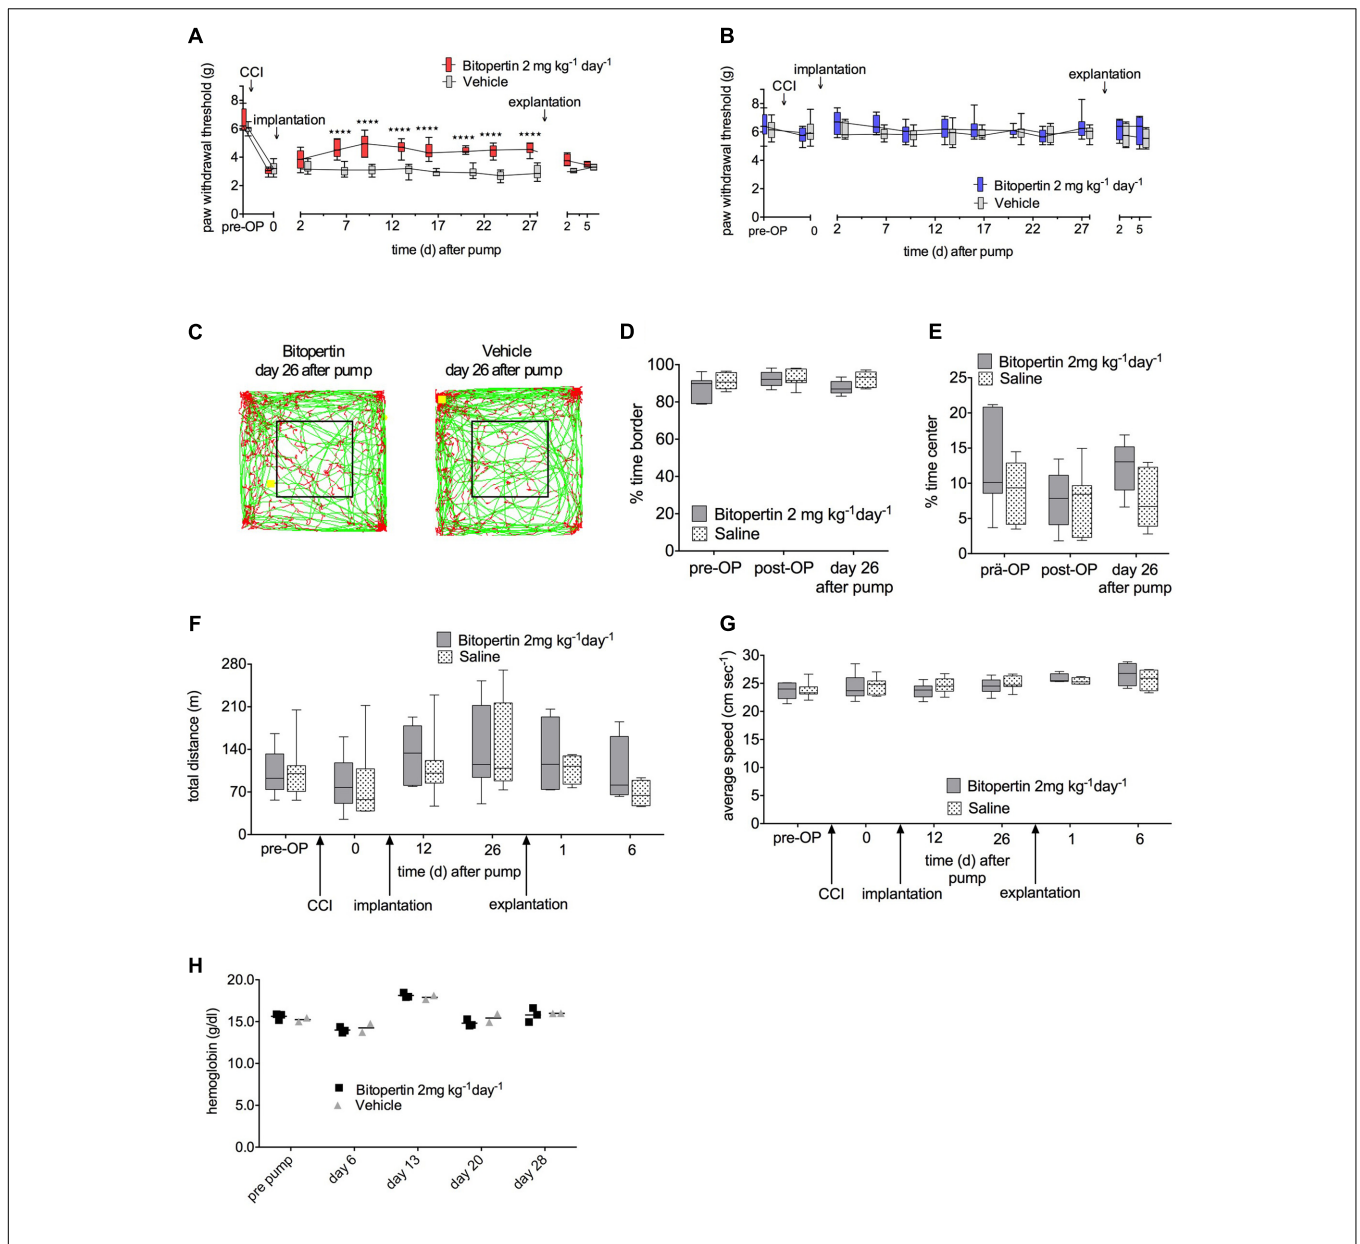 A
CCI
implantation
explantation
Bitopertin 2 mg kg-1 day-1
Vehicle
**** **** **** **** **** **** ****
paw withdrawal threshold (g)
8
6
4
2
0
pre-OP 0 2 7 12 17 22 27 2 5
time (d) after pump
B
CCI
implantation
explantation
paw withdrawal threshold (g)
8
6
4
2
0
Bitopertin 2 mg kg-1 day-1
Vehicle
pre-OP 0 2 7 12 17 22 27 2 5
time (d) after pump
C
Bitopertin
day 26 after pump
Vehicle
day 26 after pump
D
% time border
100
80
60
40
20
0
Bitopertin 2 mg kg-1day-1
Saline
pre-OP post-OP day 26
after pump
E
Bitopertin 2mg kg-1day-1
Saline
% time center
25
20
15
10
5
0
prä-OP post-OP day 26
after pump
F
Bitopertin 2mg kg-1day-1
Saline
total distance (m)
280
210
140
70
0
pre-OP 0 12 26 1 6
time (d) after pump
CCI implantation explantation
G
average speed (cm sec-1)
30
25
20
15
10
5
0
Bitopertin 2mg kg-1day-1
Saline
pre-OP 0 12 26 1 6
time (d) after
pump
CCI implantation explantation
H
hemoglobin (g/dl)
20.0
15.0
10.0
5.0
0.0
Bitopertin 2mg kg-1day-1
Vehicle
pre pump day 6 day 13 day 20 day 28